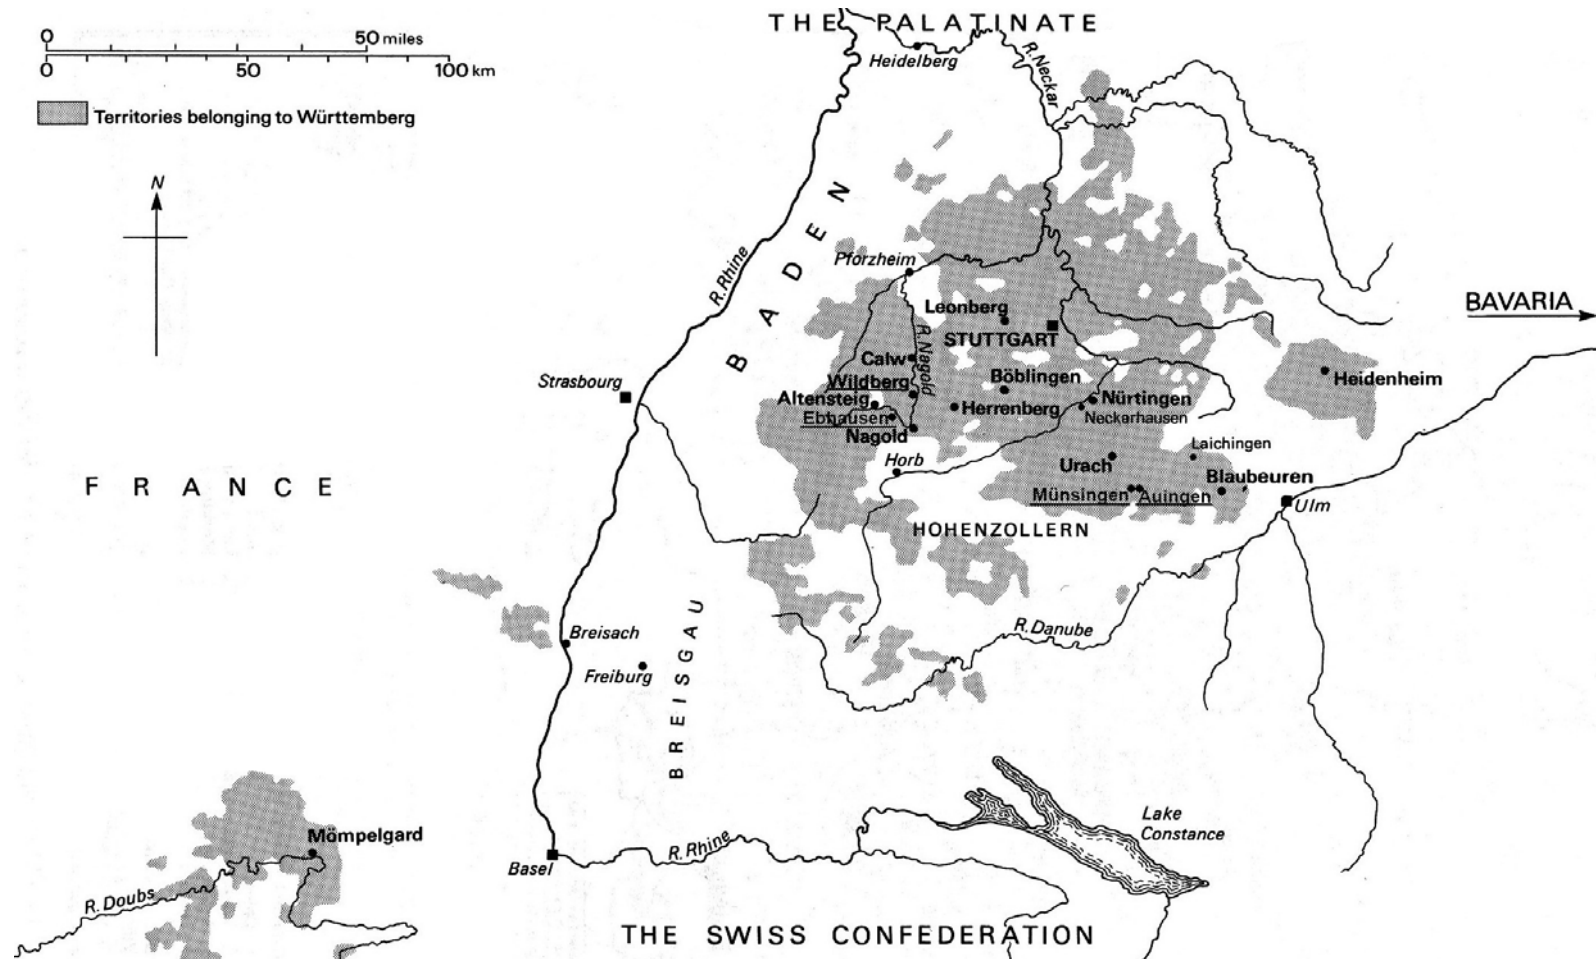 THE PALATINATE
0 50 miles
0 50 100 km
Territories belonging to Württemberg
N
Heidelberg
R. Neckar
BADEN
R. Rhine
Pforzheim
Leonberg
STUTTGART
BAVARIA
R. Nagold
Calw
Heidenheim
Strasbourg
Wildberg
Böblingen
Altensteig
Nürtingen
Herrenberg
Neckarhausen
Ebhausen
Nagold
Laichingen
Horb
Urach
Blaubeuren
FRANCE
Münsingen
Auingen
Ulm
HOHENZOLLERN
Breisach
R. Danube
Freiburg
BREISGAU
Lake
Constance
Mömpelgard
R. Rhine
Basel
R. Doubs
THE SWISS CONFEDERATION